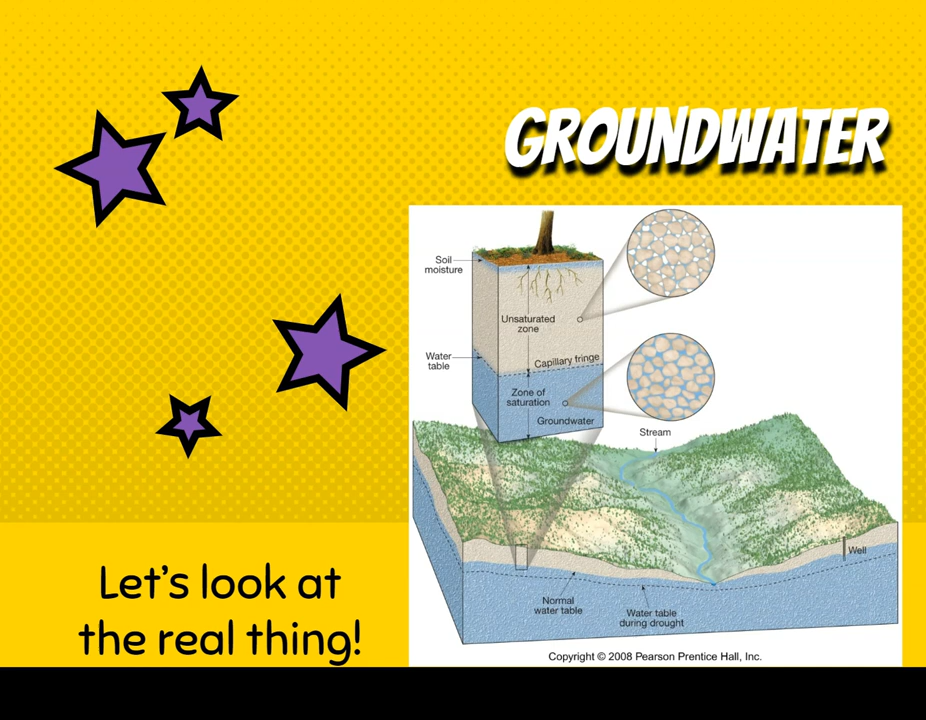 GROUNDWATER
Soil
moisture
Unsaturated
zone
Water
table
Capillary fringe
Zone of
saturation
Groundwater
Stream
Well
Normal
water table
Water table
during drought
Copyright © 2008 Pearson Prentice Hall, Inc.
Let's look at
the real thing!